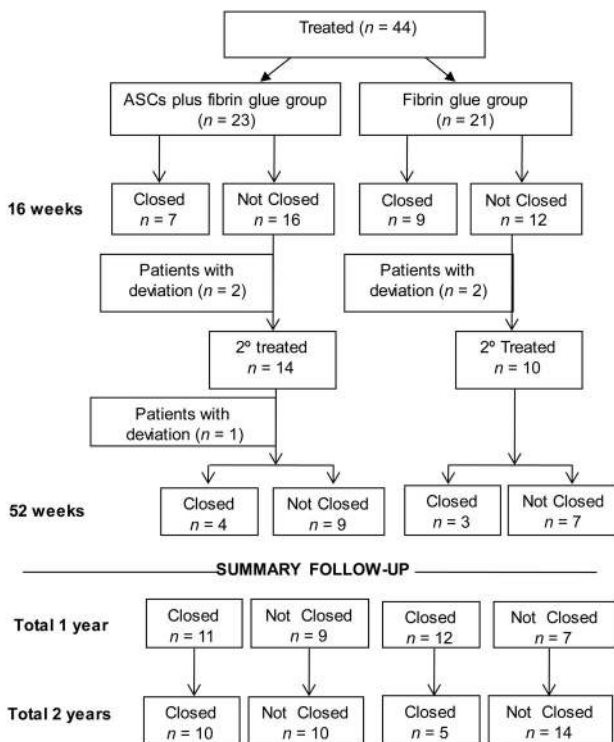 Treated (n = 44)
ASCs plus fibrin glue group
(n = 23)
Fibrin glue group
(n = 21)
16 weeks
Closed
n = 7
Not Closed
n = 16
Closed
n = 9
Not Closed
n = 12
Patients with
deviation (n = 2)
Patients with
deviation (n = 2)
2º treated
n = 14
2º Treated
n = 10
Patients with
deviation (n = 1)
52 weeks
Closed
n = 4
Not Closed
n = 9
Closed
n = 3
Not Closed
n = 7
SUMMARY FOLLOW-UP
Total 1 year
Closed
n = 11
Not Closed
n = 9
Closed
n = 12
Not Closed
n = 7
Total 2 years
Closed
n = 10
Not Closed
n = 10
Closed
n = 5
Not Closed
n = 14